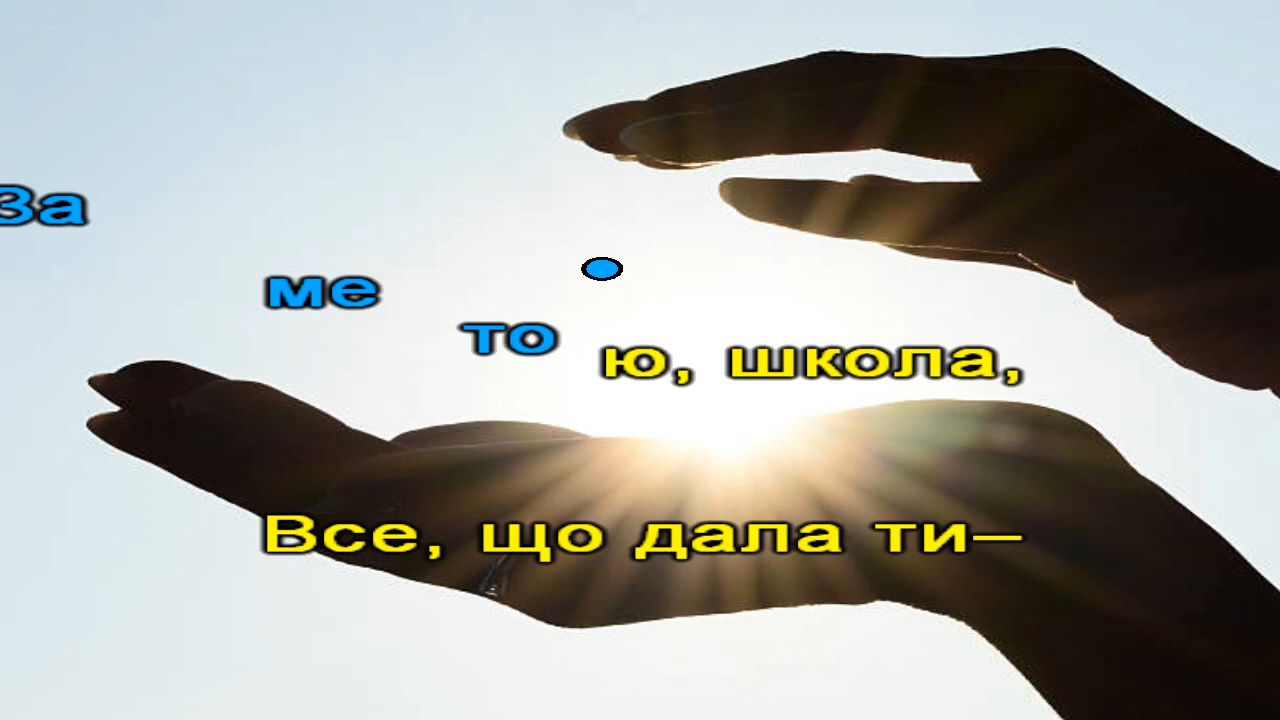 За
ме
то
ю, школа,
Все, що дала ти–